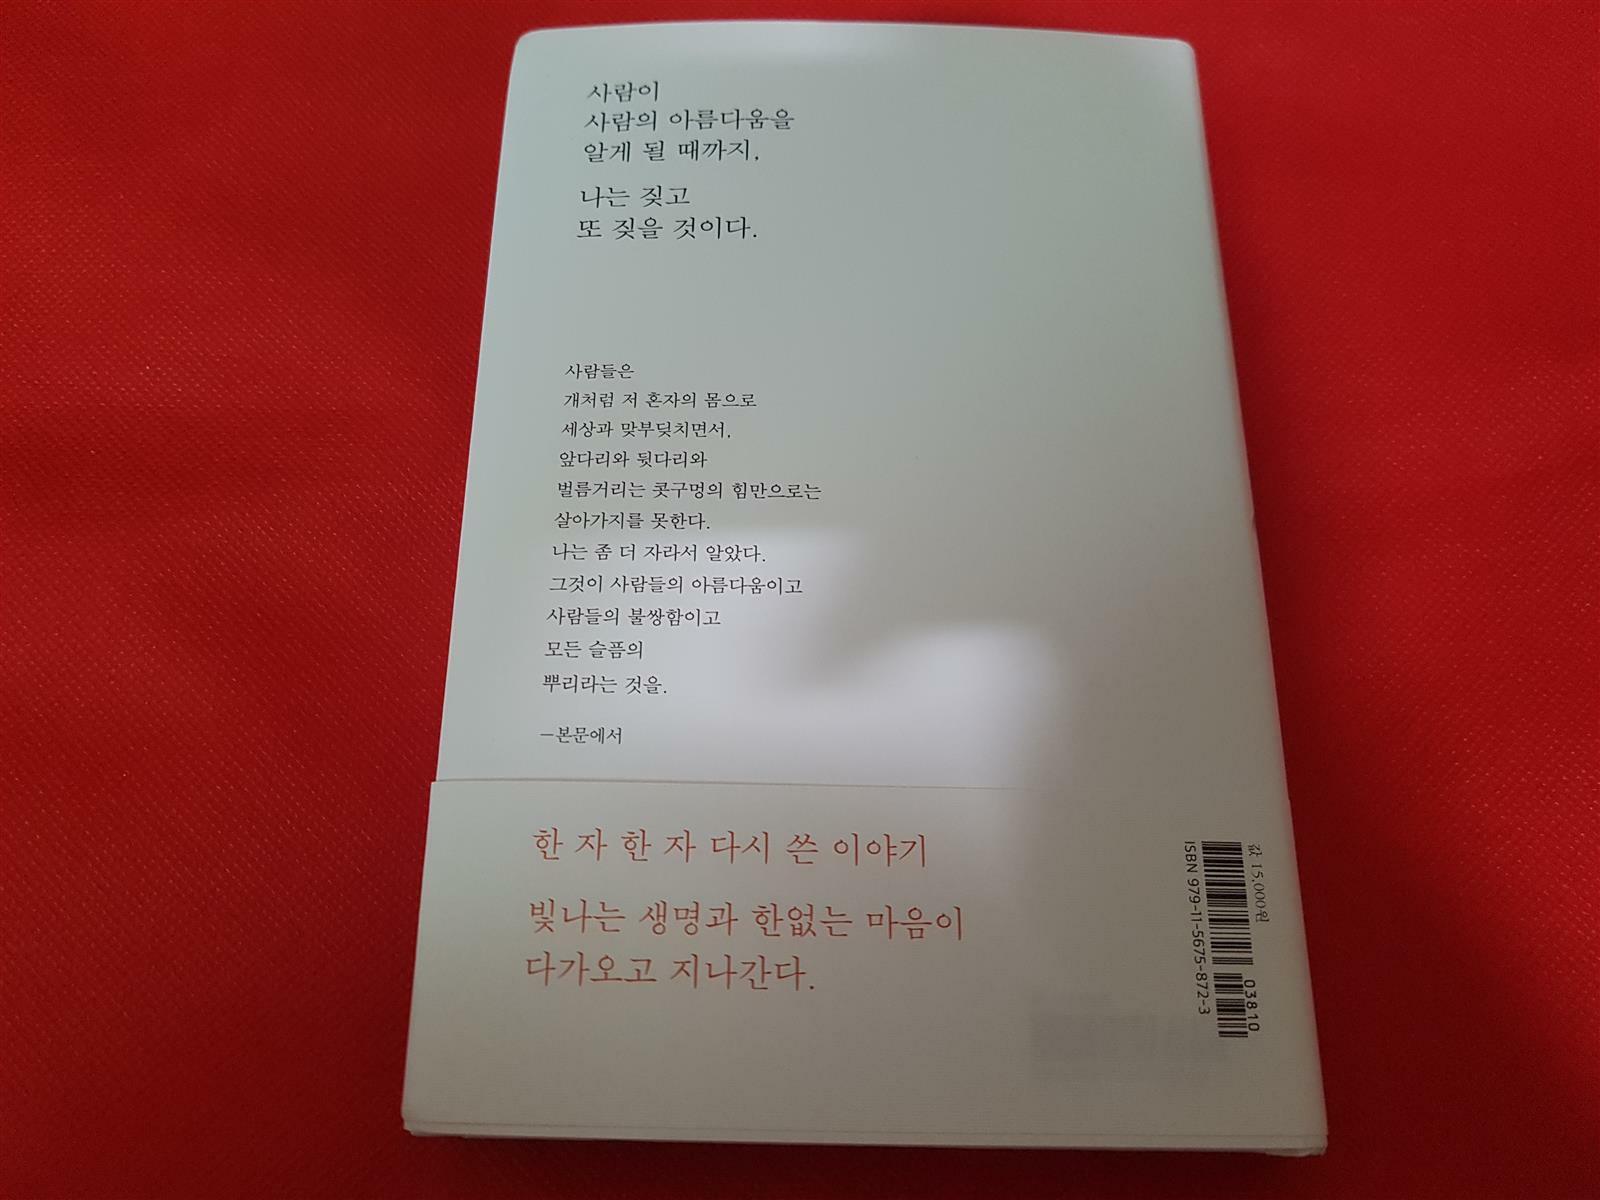 사람이
사람의 아름다움을
알게 될 때까지,
나는 짖고
또 짖을 것이다.
사람들은
개처럼 저 혼자의 몸으로
세상과 맞부딪치면서,
앞다리와 뒷다리와
벌름거리는 콧구멍의 힘만으로는
살아가지를 못한다.
나는 좀 더 자라서 알았다.
그것이 사람들의 아름다움이고
사람들의 불쌍함이고
모든 슬픔의
뿌리라는 것을.
–본문에서
한 자 한 자 다시 쓴 이야기
빛나는 생명과 한없는 마음이
다가오고 지나간다.
값 15,000원
03810
ISBN 979-11-5675-872-3